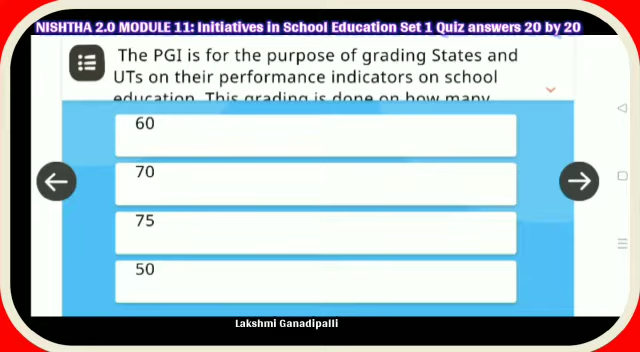 NISHTHA 2.0 MODULE 11: Initiatives in School Education Set 1 Quiz answers 20 by 20
The PGI is for the purpose of grading States and
UTs on their performance indicators on school
education. This grading is done on how many
60
70
75
50
Lakshmi Ganadipalli